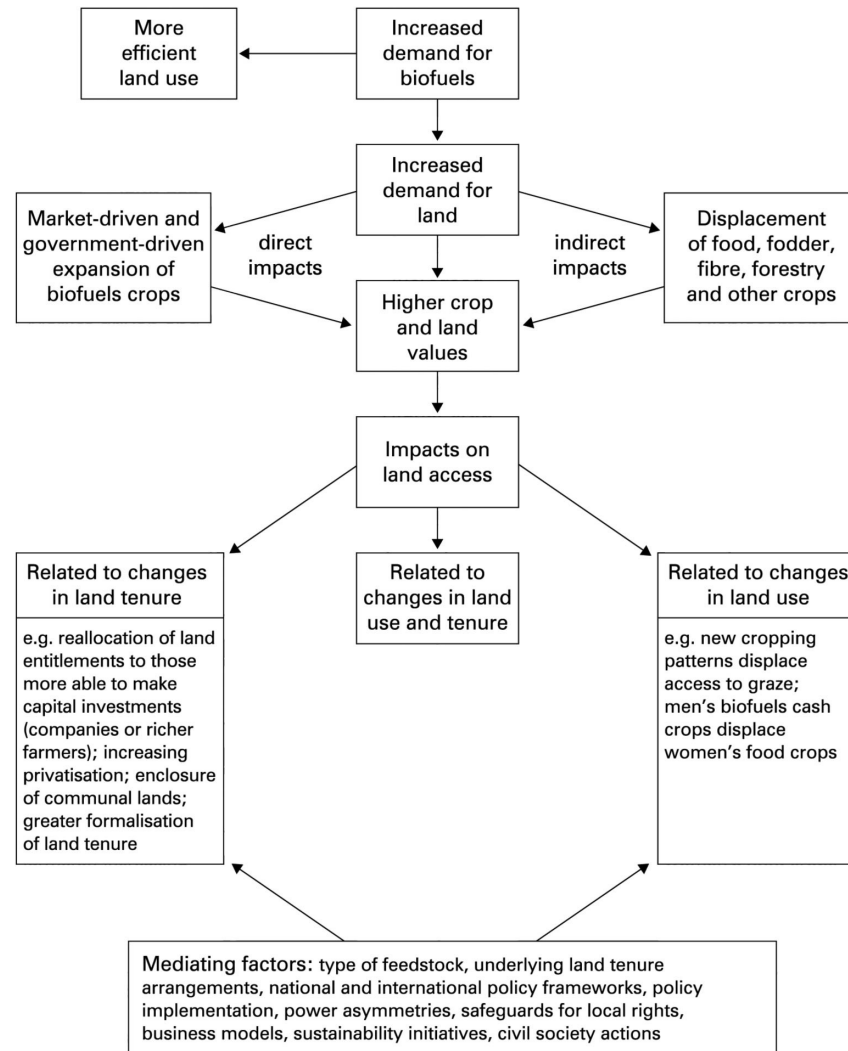 More
efficient
land use
Increased
demand for
biofuels
Increased
demand for
land
Market-driven and
government-driven
expansion of
biofuels crops
direct
impacts
indirect
impacts
Displacement
of food, fodder,
fibre, forestry
and other crops
Higher crop
and land
values
Impacts on
land access
Related to changes
in land tenure
e.g. reallocation of land
entitlements to those
more able to make
capital investments
(companies or richer
farmers); increasing
privatisation; enclosure
of communal lands;
greater formalisation
of land tenure
Related to
changes in land
use and tenure
Related to changes
in land use
e.g. new cropping
patterns displace
access to graze;
men’s biofuels cash
crops displace
women’s food crops
Mediating factors: type of feedstock, underlying land tenure
arrangements, national and international policy frameworks, policy
implementation, power asymmetries, safeguards for local rights,
business models, sustainability initiatives, civil society actions